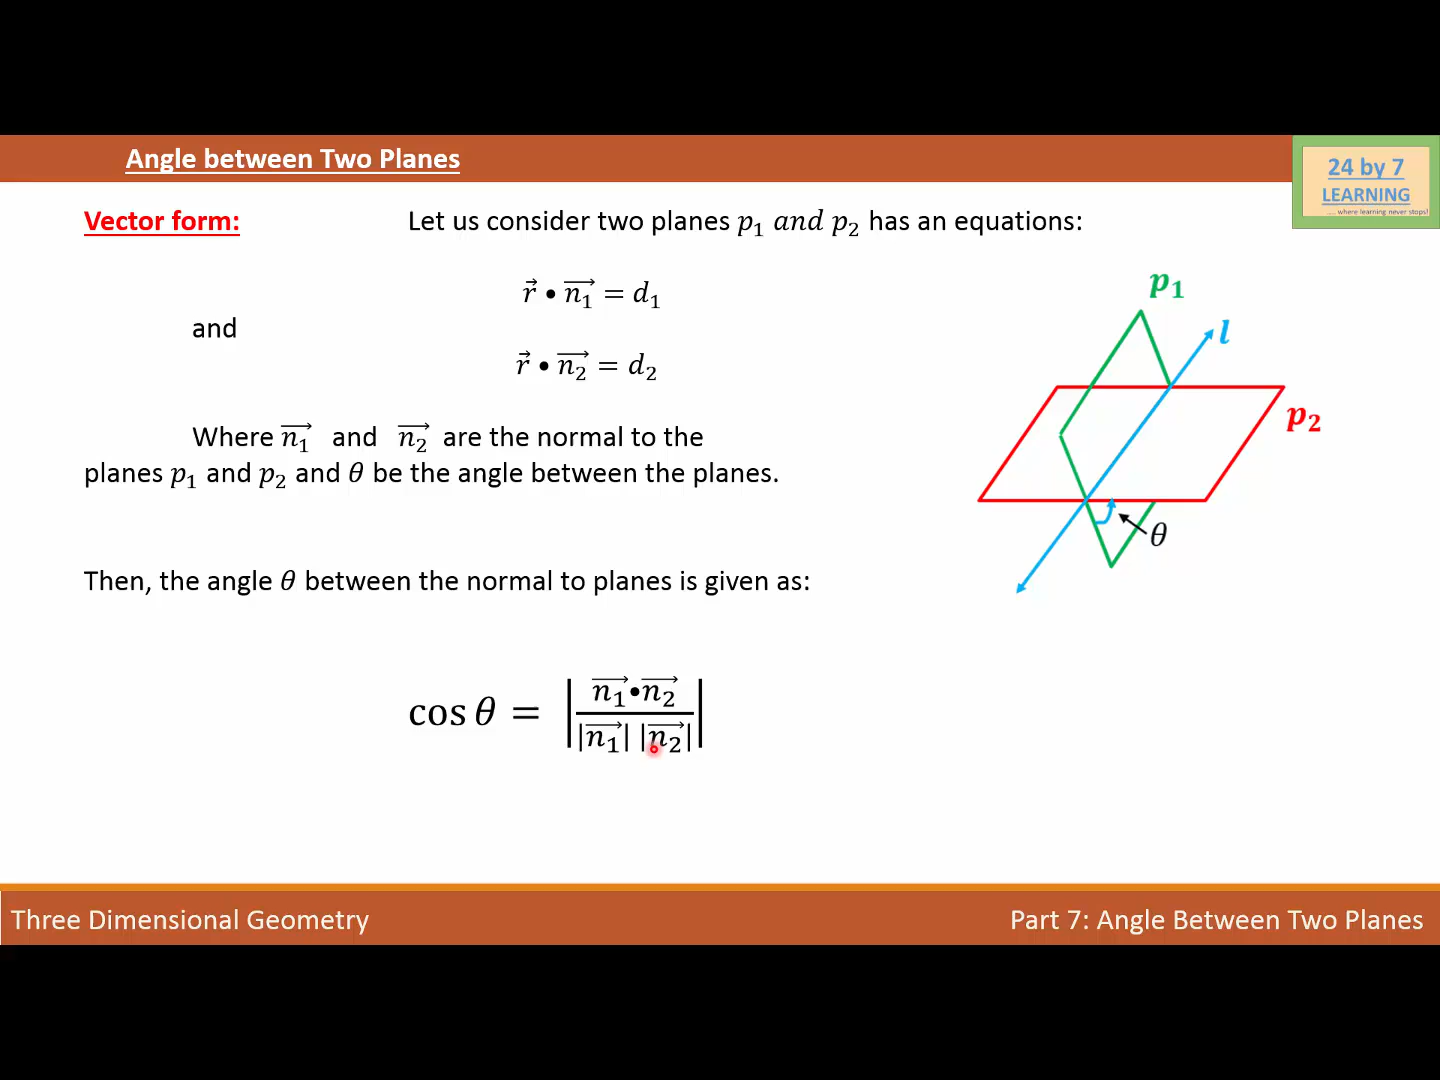 Angle between Two Planes
24 by 7
LEARNING
.... where learning never stops!
Vector form: Let us consider two planes p₁ and p₂ has an equations:
r⃗ • n₁⃗ = d₁
and
r⃗ • n₂⃗ = d₂
Where n₁⃗ and n₂⃗ are the normal to the
planes p₁ and p₂ and θ be the angle between the planes.
p₁
l
p₂
θ
Then, the angle θ between the normal to planes is given as:
cos θ = | n₁⃗•n₂⃗ / |n₁⃗| |n₂⃗| |
Three Dimensional Geometry
Part 7: Angle Between Two Planes